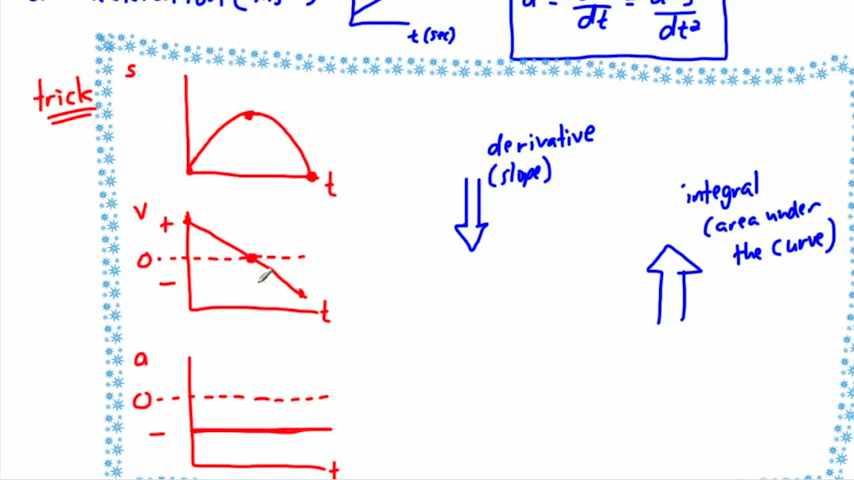 t (sec)
dt
dt²
trick
s
t
derivative
(slope)
v
+
0
−
t
integral
(area under
the curve)
a
0
−
t